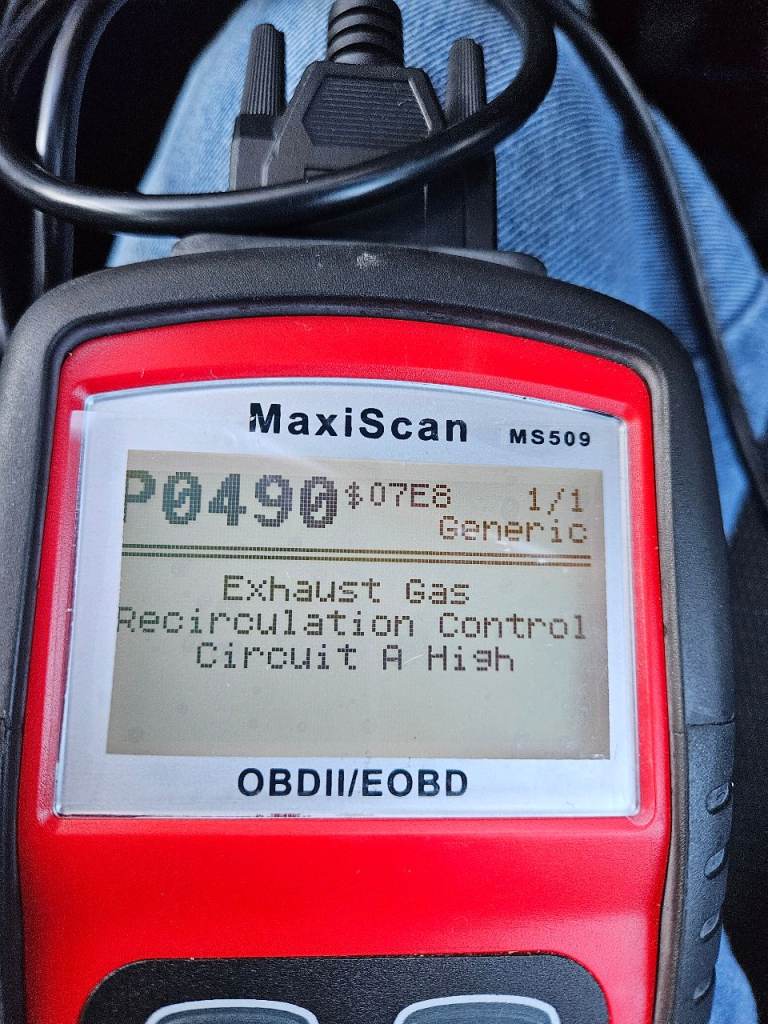 MaxiScan MS509
P0490 $07E8 1/1
Generic
Exhaust Gas
Recirculation Control
Circuit A High
OBDII/EOBD